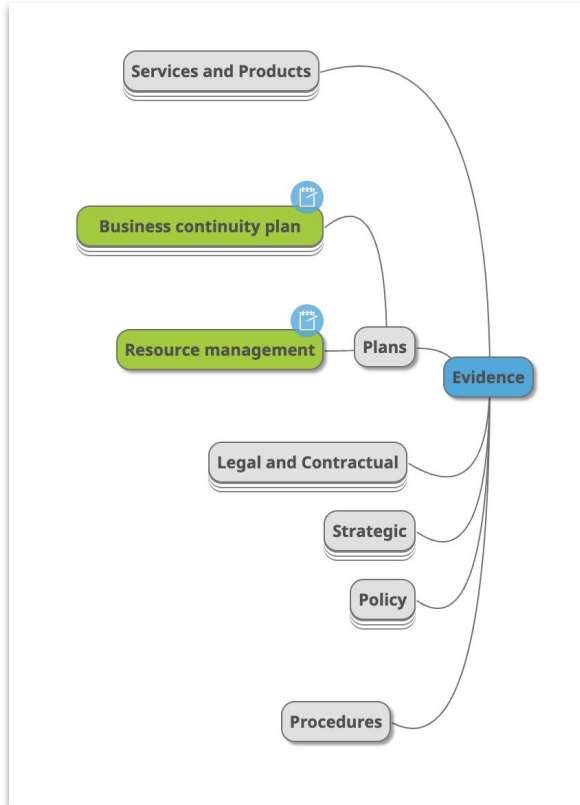 Services and Products
Business continuity plan
Resource management
Plans
Evidence
Legal and Contractual
Strategic
Policy
Procedures